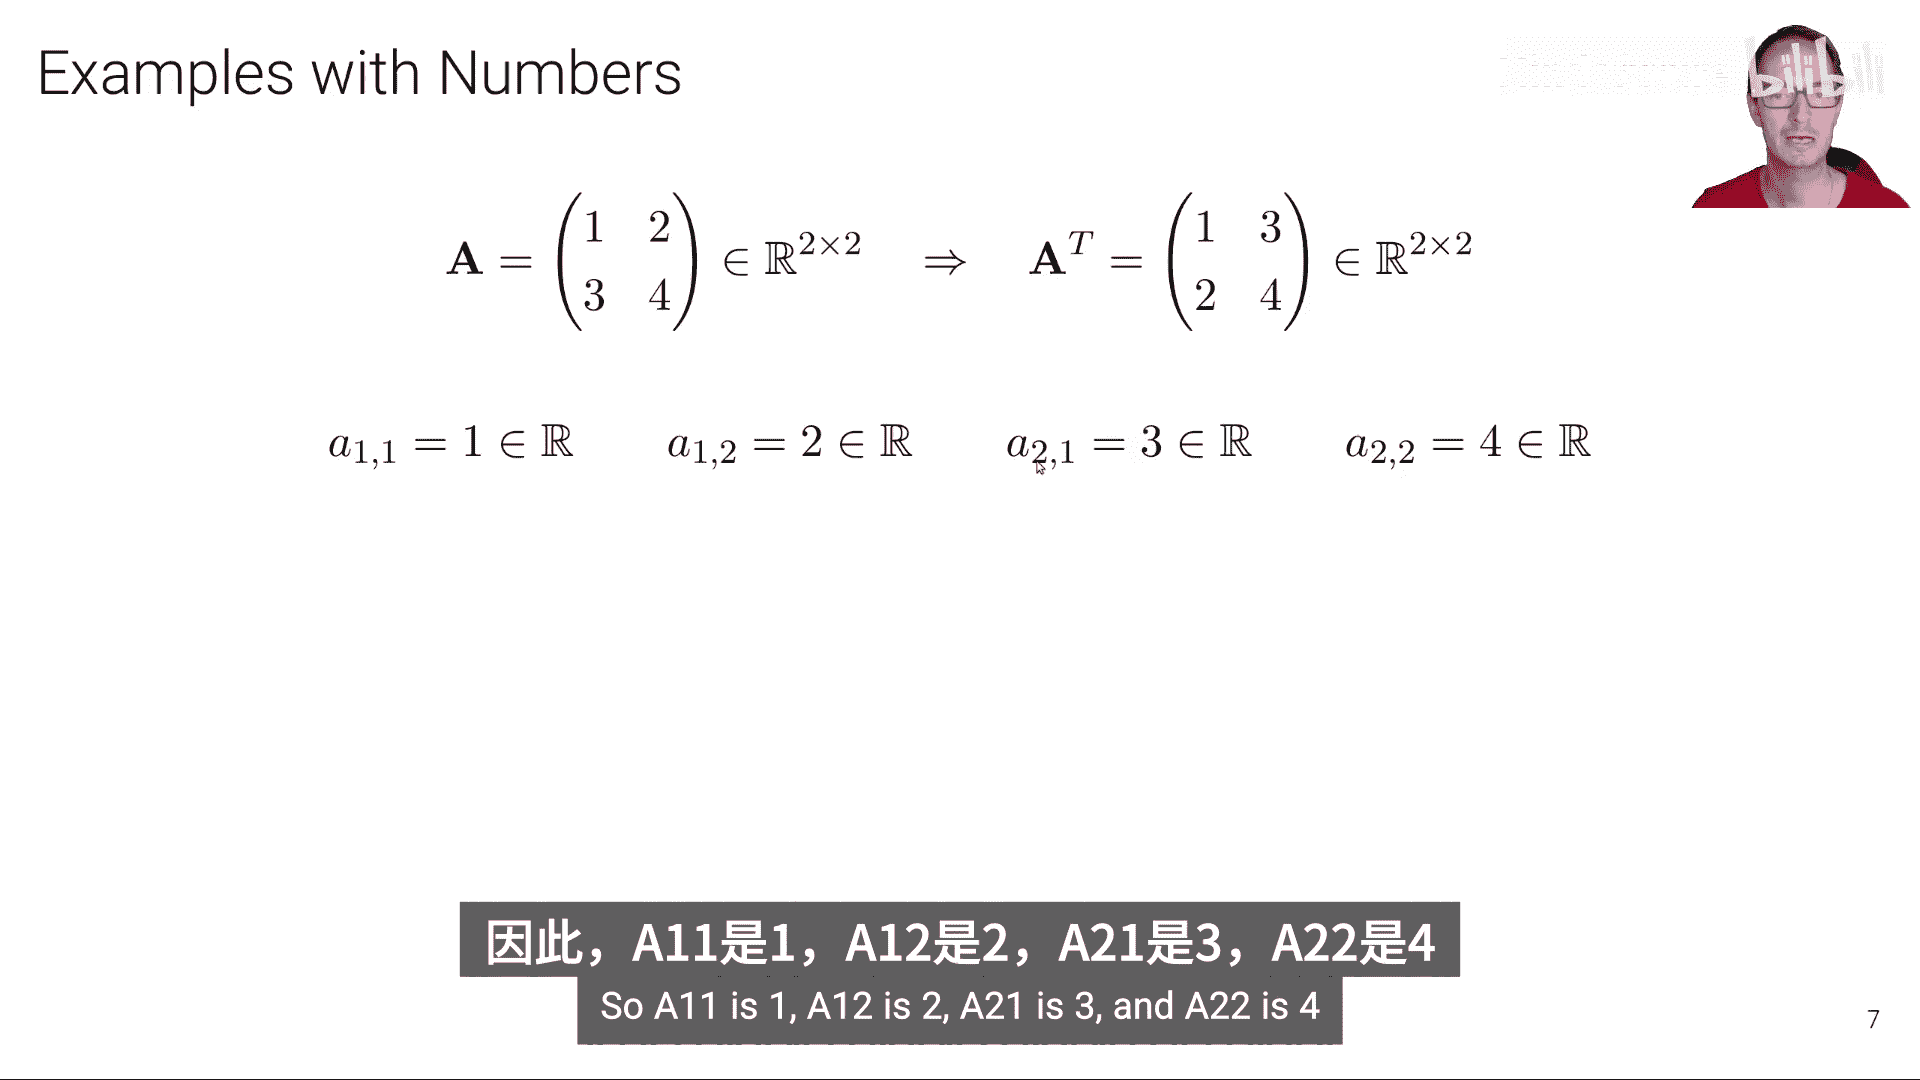 Examples with Numbers
bilibili
A = (1 2 3 4) ∈ ℝ^{2×2} ⇒ A^T = (1 3 2 4) ∈ ℝ^{2×2}
a_{1,1} = 1 ∈ ℝ a_{1,2} = 2 ∈ ℝ a_{2,1} = 3 ∈ ℝ a_{2,2} = 4 ∈ ℝ
因此，A11是1，A12是2，A21是3，A22是4
So A11 is 1, A12 is 2, A21 is 3, and A22 is 4
7